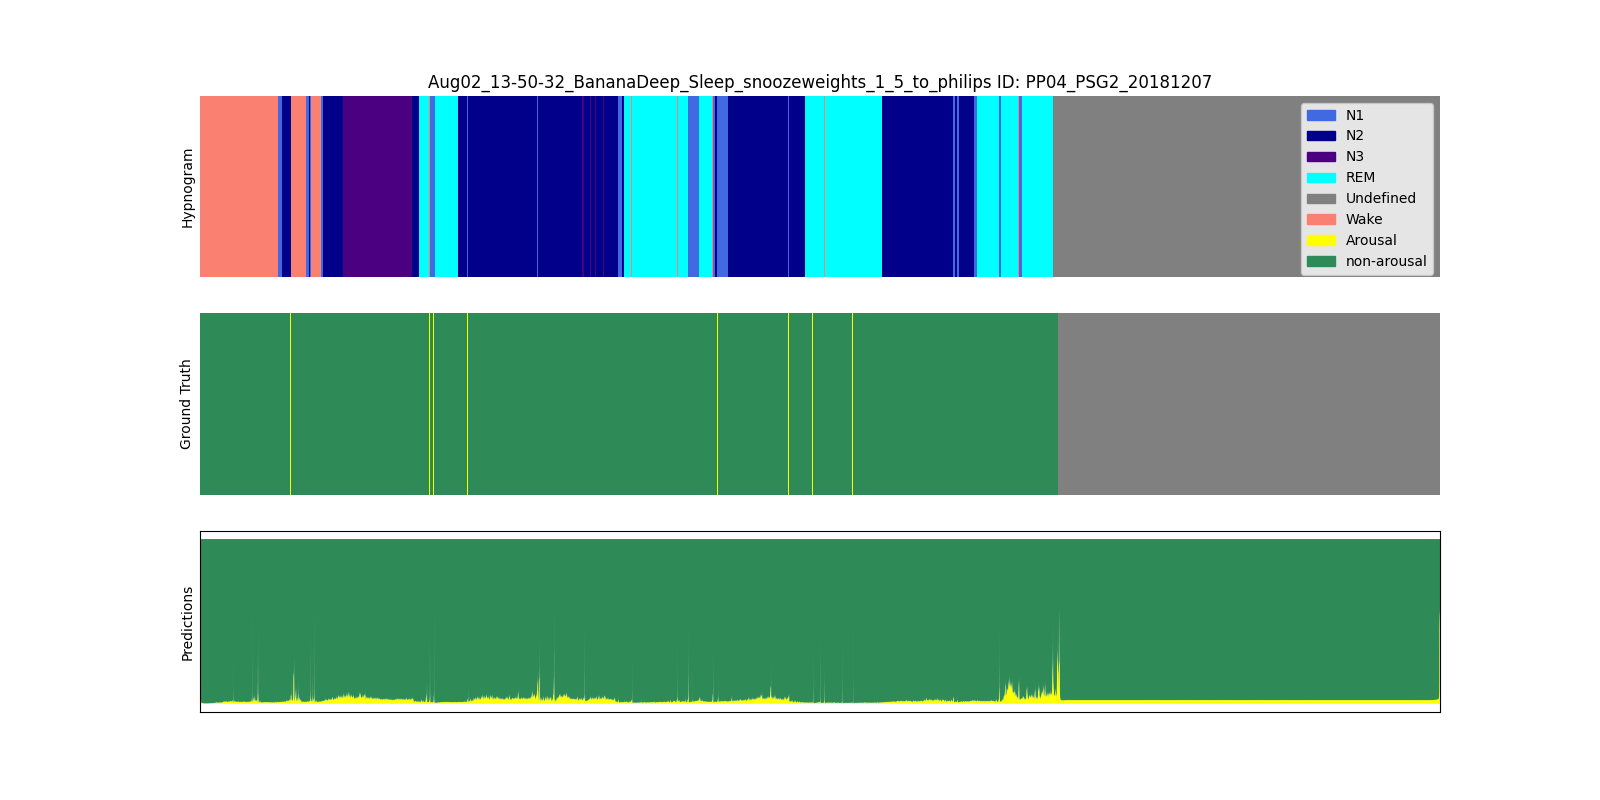 Aug02_13-50-32_BananaDeep_Sleep_snoozeweights_1_5_to_philips ID: PP04_PSG2_20181207
Hypnogram
N1
N2
N3
REM
Undefined
Wake
Arousal
non-arousal
Ground Truth
Predictions